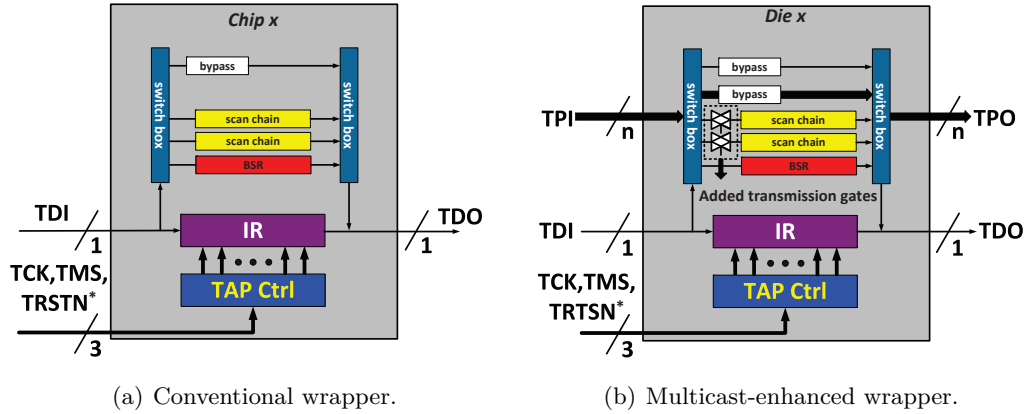 Chip x
bypass
switch box
switch box
scan chain
scan chain
BSR
TDI
1
IR
TDO
1
TCK,TMS,
TRSTN*
3
TAP Ctrl
(a) Conventional wrapper.
Die x
bypass
bypass
switch box
switch box
TPI
n
TPO
n
scan chain
scan chain
BSR
Added transmission gates
TDI
1
IR
TDO
1
TCK,TMS,
TRTSN*
3
TAP Ctrl
(b) Multicast-enhanced wrapper.